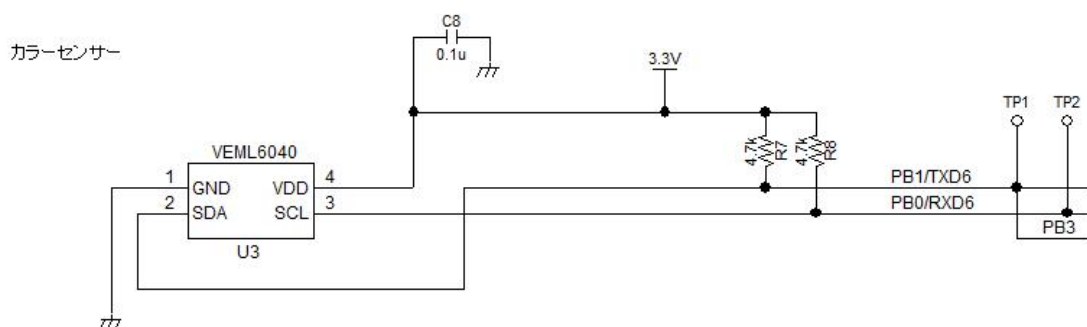 カラーセンサー
C8
0.1u
3.3V
TP1 TP2
4.7k R7 4.7k R8
VEML6040
1 GND VDD 4
2 SDA SCL 3
U3
PB1/TXD6
PB0/RXD6
PB3